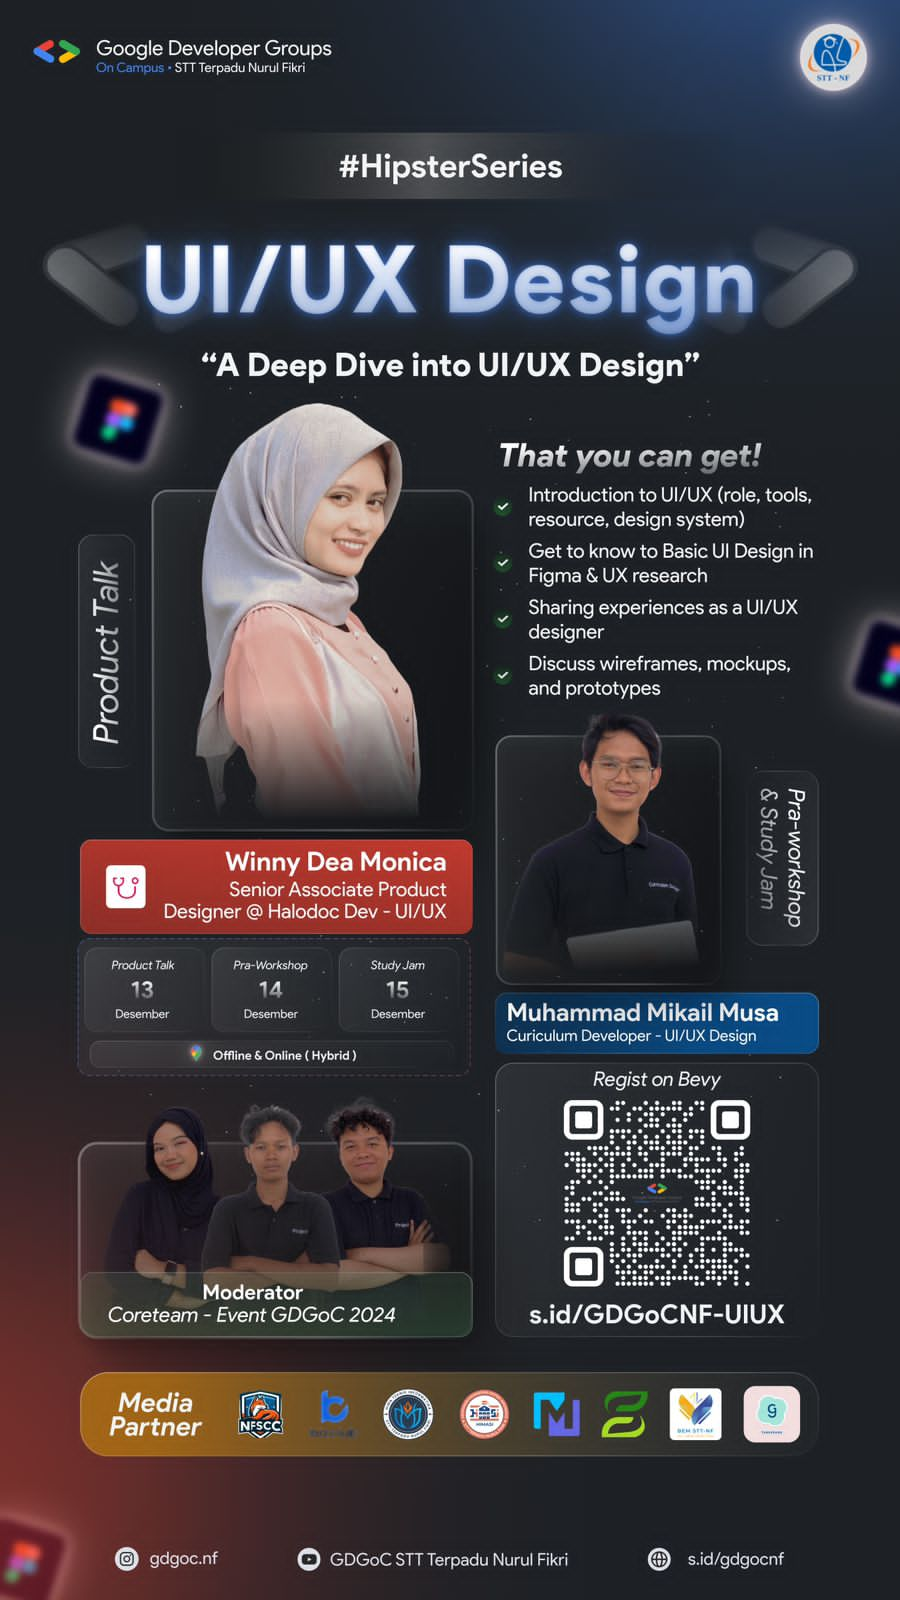 Google Developer Groups
On Campus • STT Terpadu Nurul Fikri
STT - NF
#HipsterSeries
UI/UX Design
“A Deep Dive into UI/UX Design”
Product Talk
That you can get!
Introduction to UI/UX (role, tools,
resource, design system)
Get to know to Basic UI Design in
Figma & UX research
Sharing experiences as a UI/UX
designer
Discuss wireframes, mockups,
and prototypes
Pra-workshop
& Study Jam
Winny Dea Monica
Senior Associate Product
Designer @ Halodoc Dev - UI/UX
Product Talk
13
Desember
Pra-Workshop
14
Desember
Study Jam
15
Desember
Offline & Online ( Hybrid )
Muhammad Mikail Musa
Curiculum Developer - UI/UX Design
Regist on Bevy
s.id/GDGoCNF-UIUX
Moderator
Coreteam - Event GDGoC 2024
Media
Partner
NFSCC
HIMASI
BEM STT-NF
gdgoc.nf
GDGoC STT Terpadu Nurul Fikri
s.id/gdgocnf